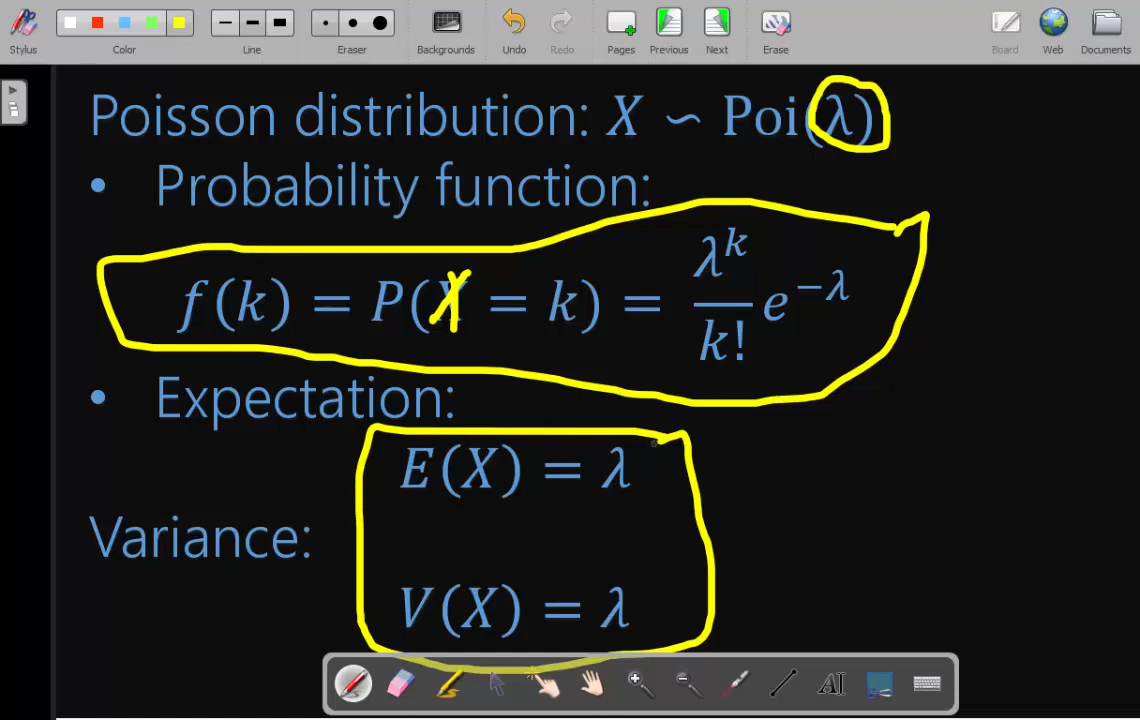 Stylus Color Line Eraser Backgrounds Undo Redo Pages Previous Next Erase Board Web Documents
Poisson distribution: X ∽ Poi(λ)
• Probability function:
f(k) = P(X = k) = λ^k/k! e^−λ
• Expectation:
E(X) = λ
Variance:
V(X) = λ
AI